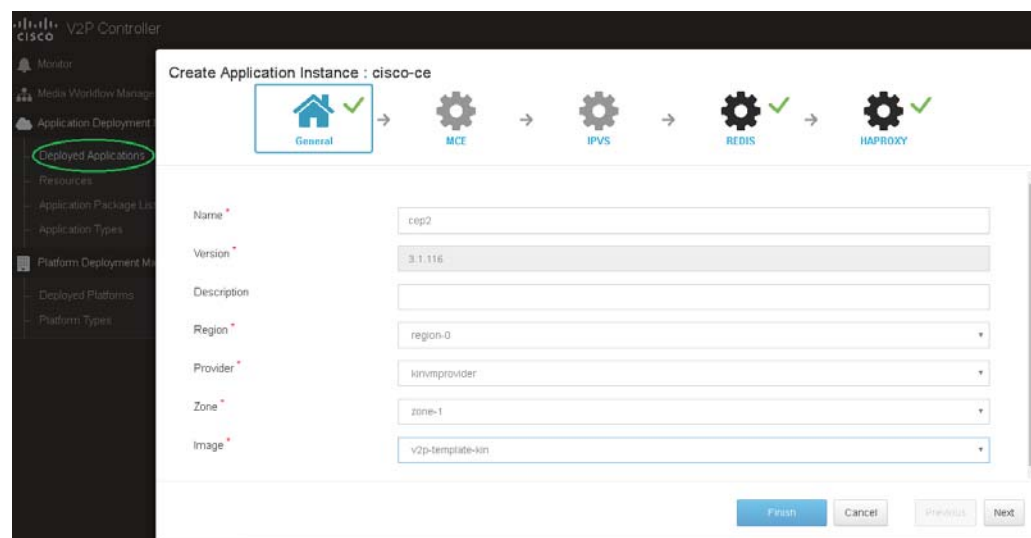 cisco V2P Controller
Monitor
Media Workflow Manage
Application Deployment
Deployed Applications
Resources
Application Package List
Application Types
Platform Deployment Ma
Deployed Platforms
Platform Types
Create Application Instance : cisco-ce
General
MCE
IPVS
REDIS
HAPROXY
Name *
cep2
Version *
3.1.116
Description
Region *
region-0
Provider *
kinvmprovider
Zone *
zone-1
Image *
v2p-template-kin
Finish
Cancel
Previous
Next